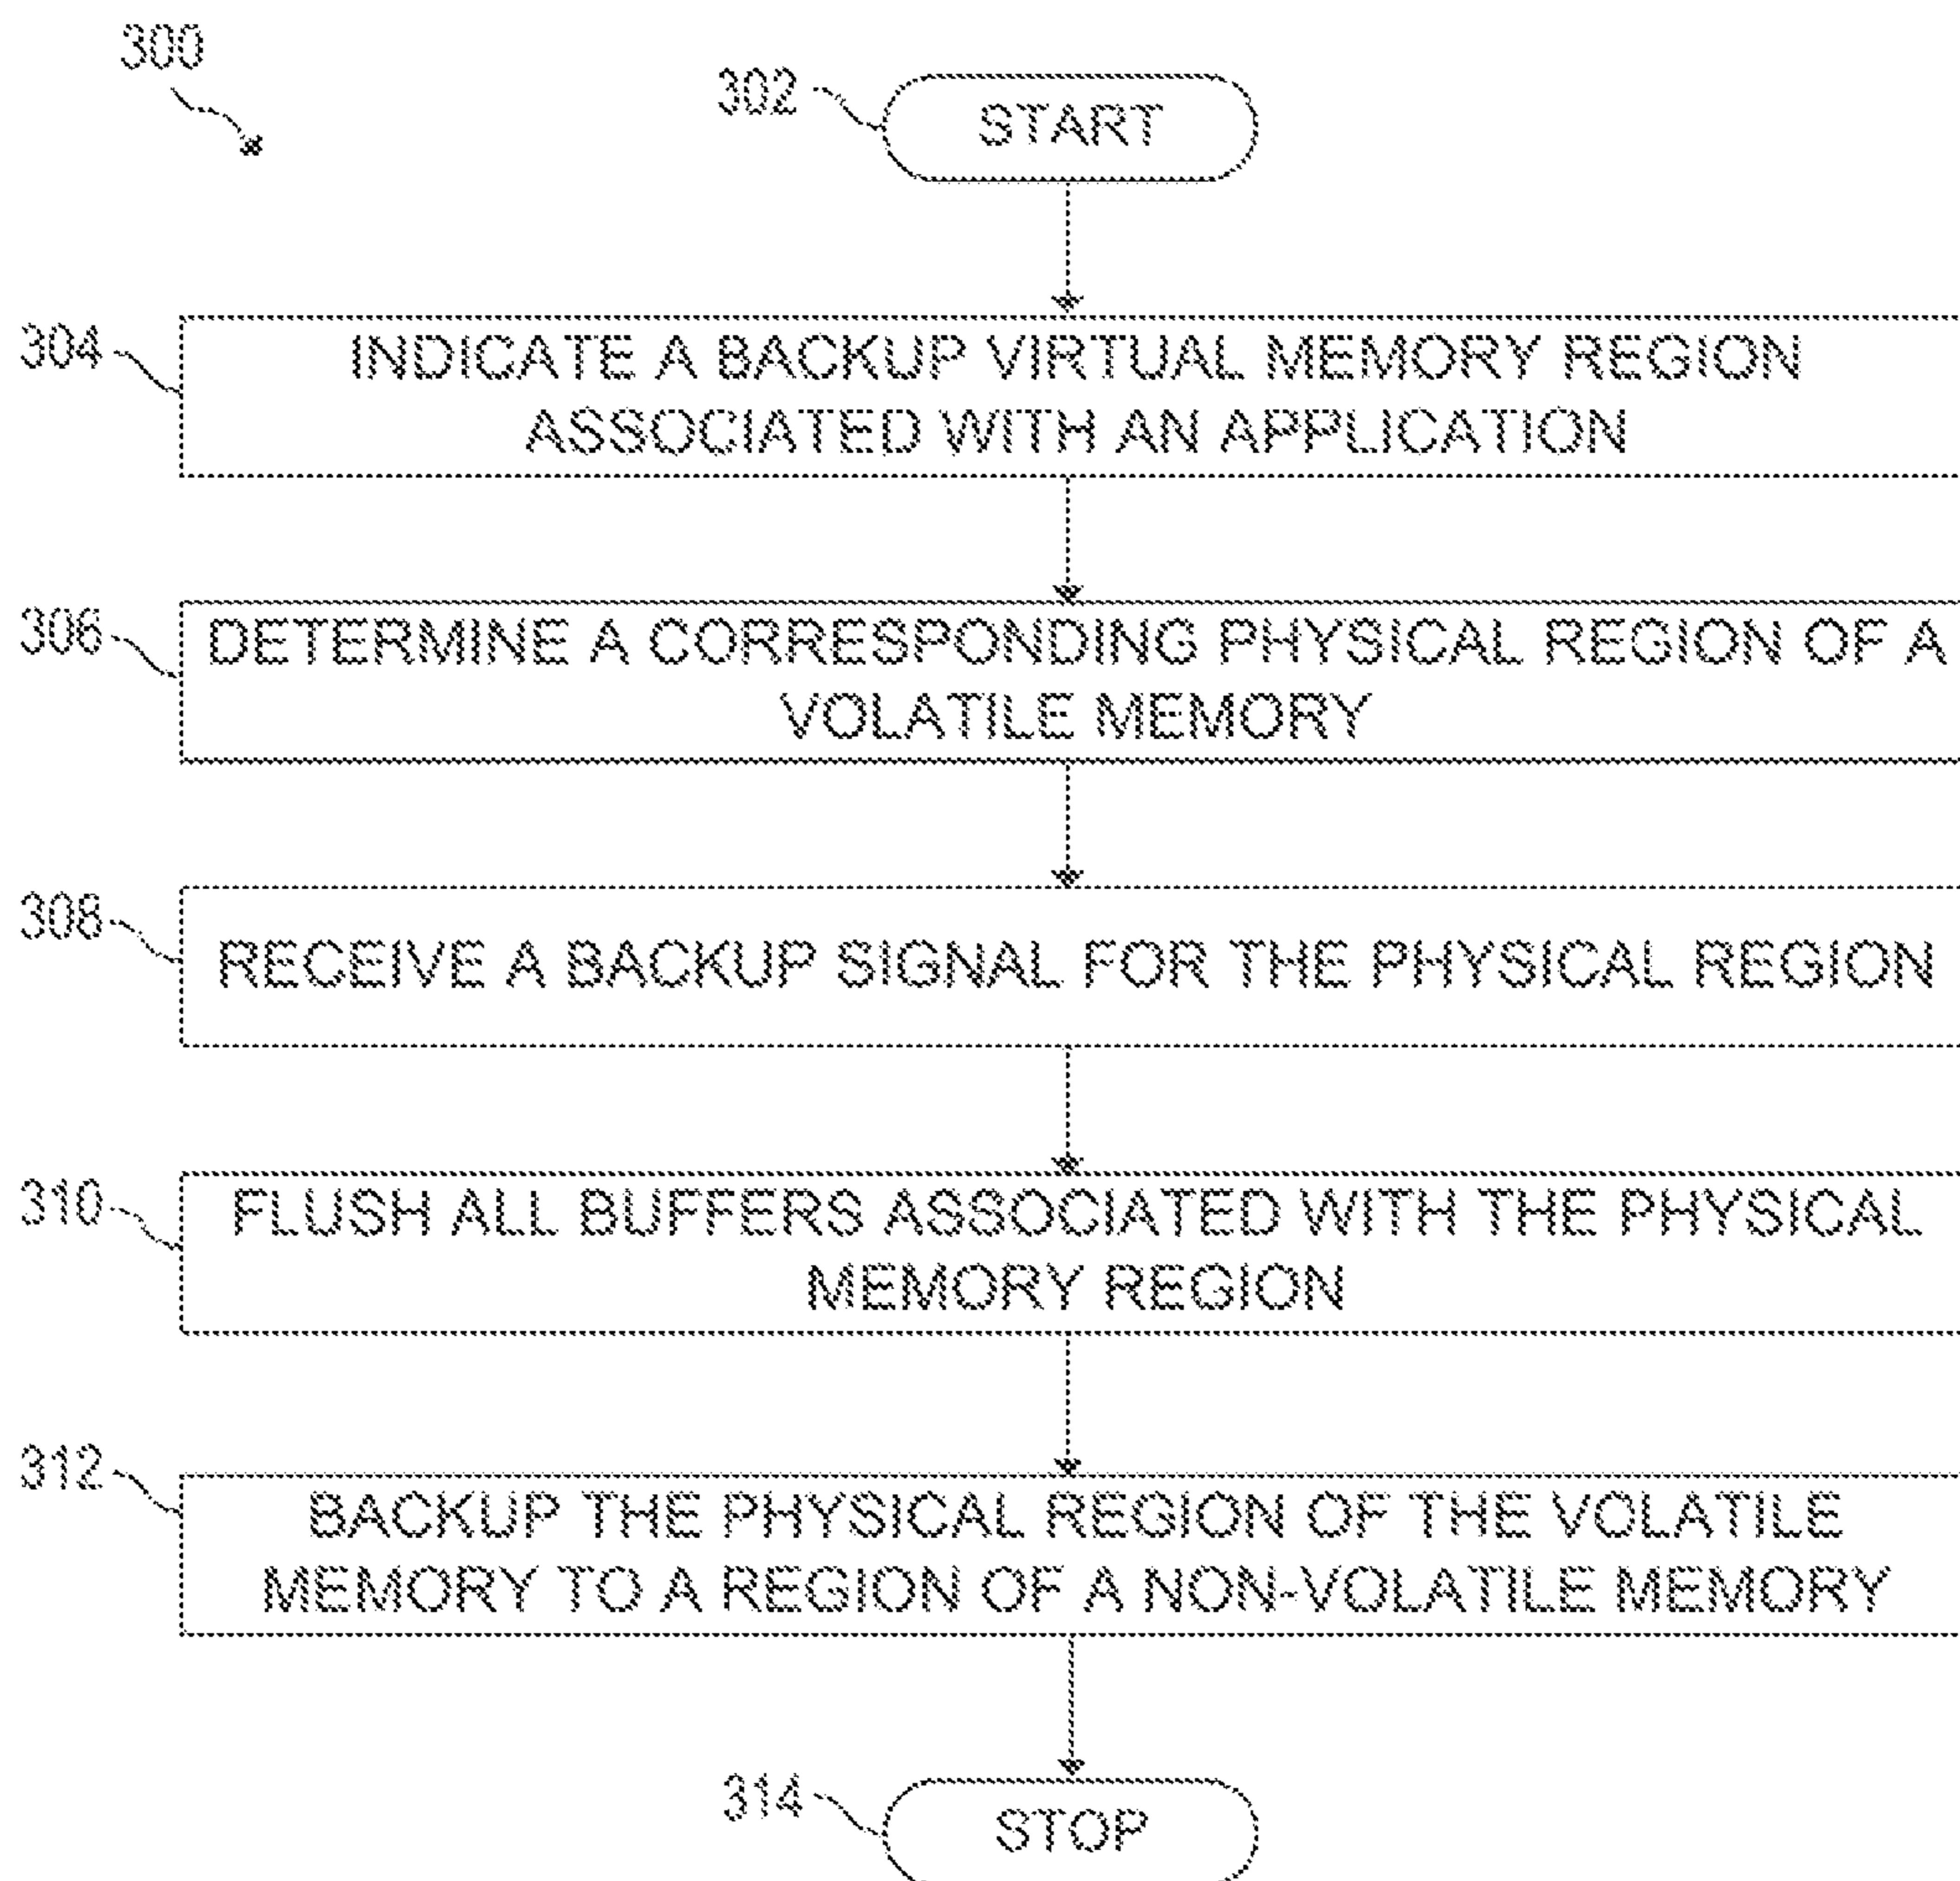 300
302
START
304
INDICATE A BACKUP VIRTUAL MEMORY REGION
ASSOCIATED WITH AN APPLICATION
306
DETERMINE A CORRESPONDING PHYSICAL REGION OF A
VOLATILE MEMORY
308
RECEIVE A BACKUP SIGNAL FOR THE PHYSICAL REGION
310
FLUSH ALL BUFFERS ASSOCIATED WITH THE PHYSICAL
MEMORY REGION
312
BACKUP THE PHYSICAL REGION OF THE VOLATILE
MEMORY TO A REGION OF A NON-VOLATILE MEMORY
314
STOP